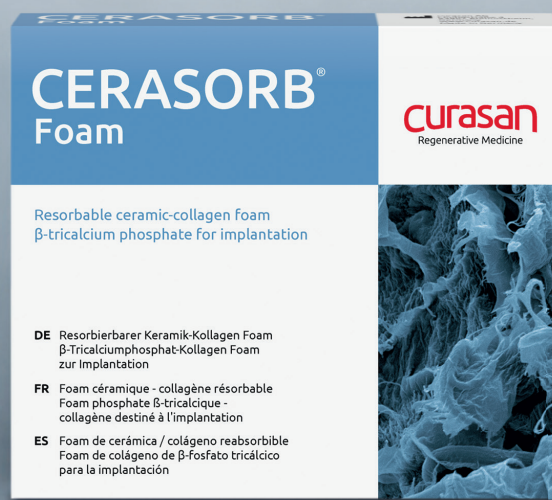 CERASORB®
Foam
curasan
Regenerative Medicine
Resorbable ceramic-collagen foam
β-tricalcium phosphate for implantation
DE Resorbierbarer Keramik-Kollagen Foam
β-Tricalciumphosphat-Kollagen Foam
zur Implantation
FR Foam céramique - collagène résorbable
Foam phosphate ß-tricalcique -
collagène destiné à l'implantation
ES Foam de cerámica / colágeno reabsorbible
Foam de colágeno de β-fosfato tricálcico
para la implantación